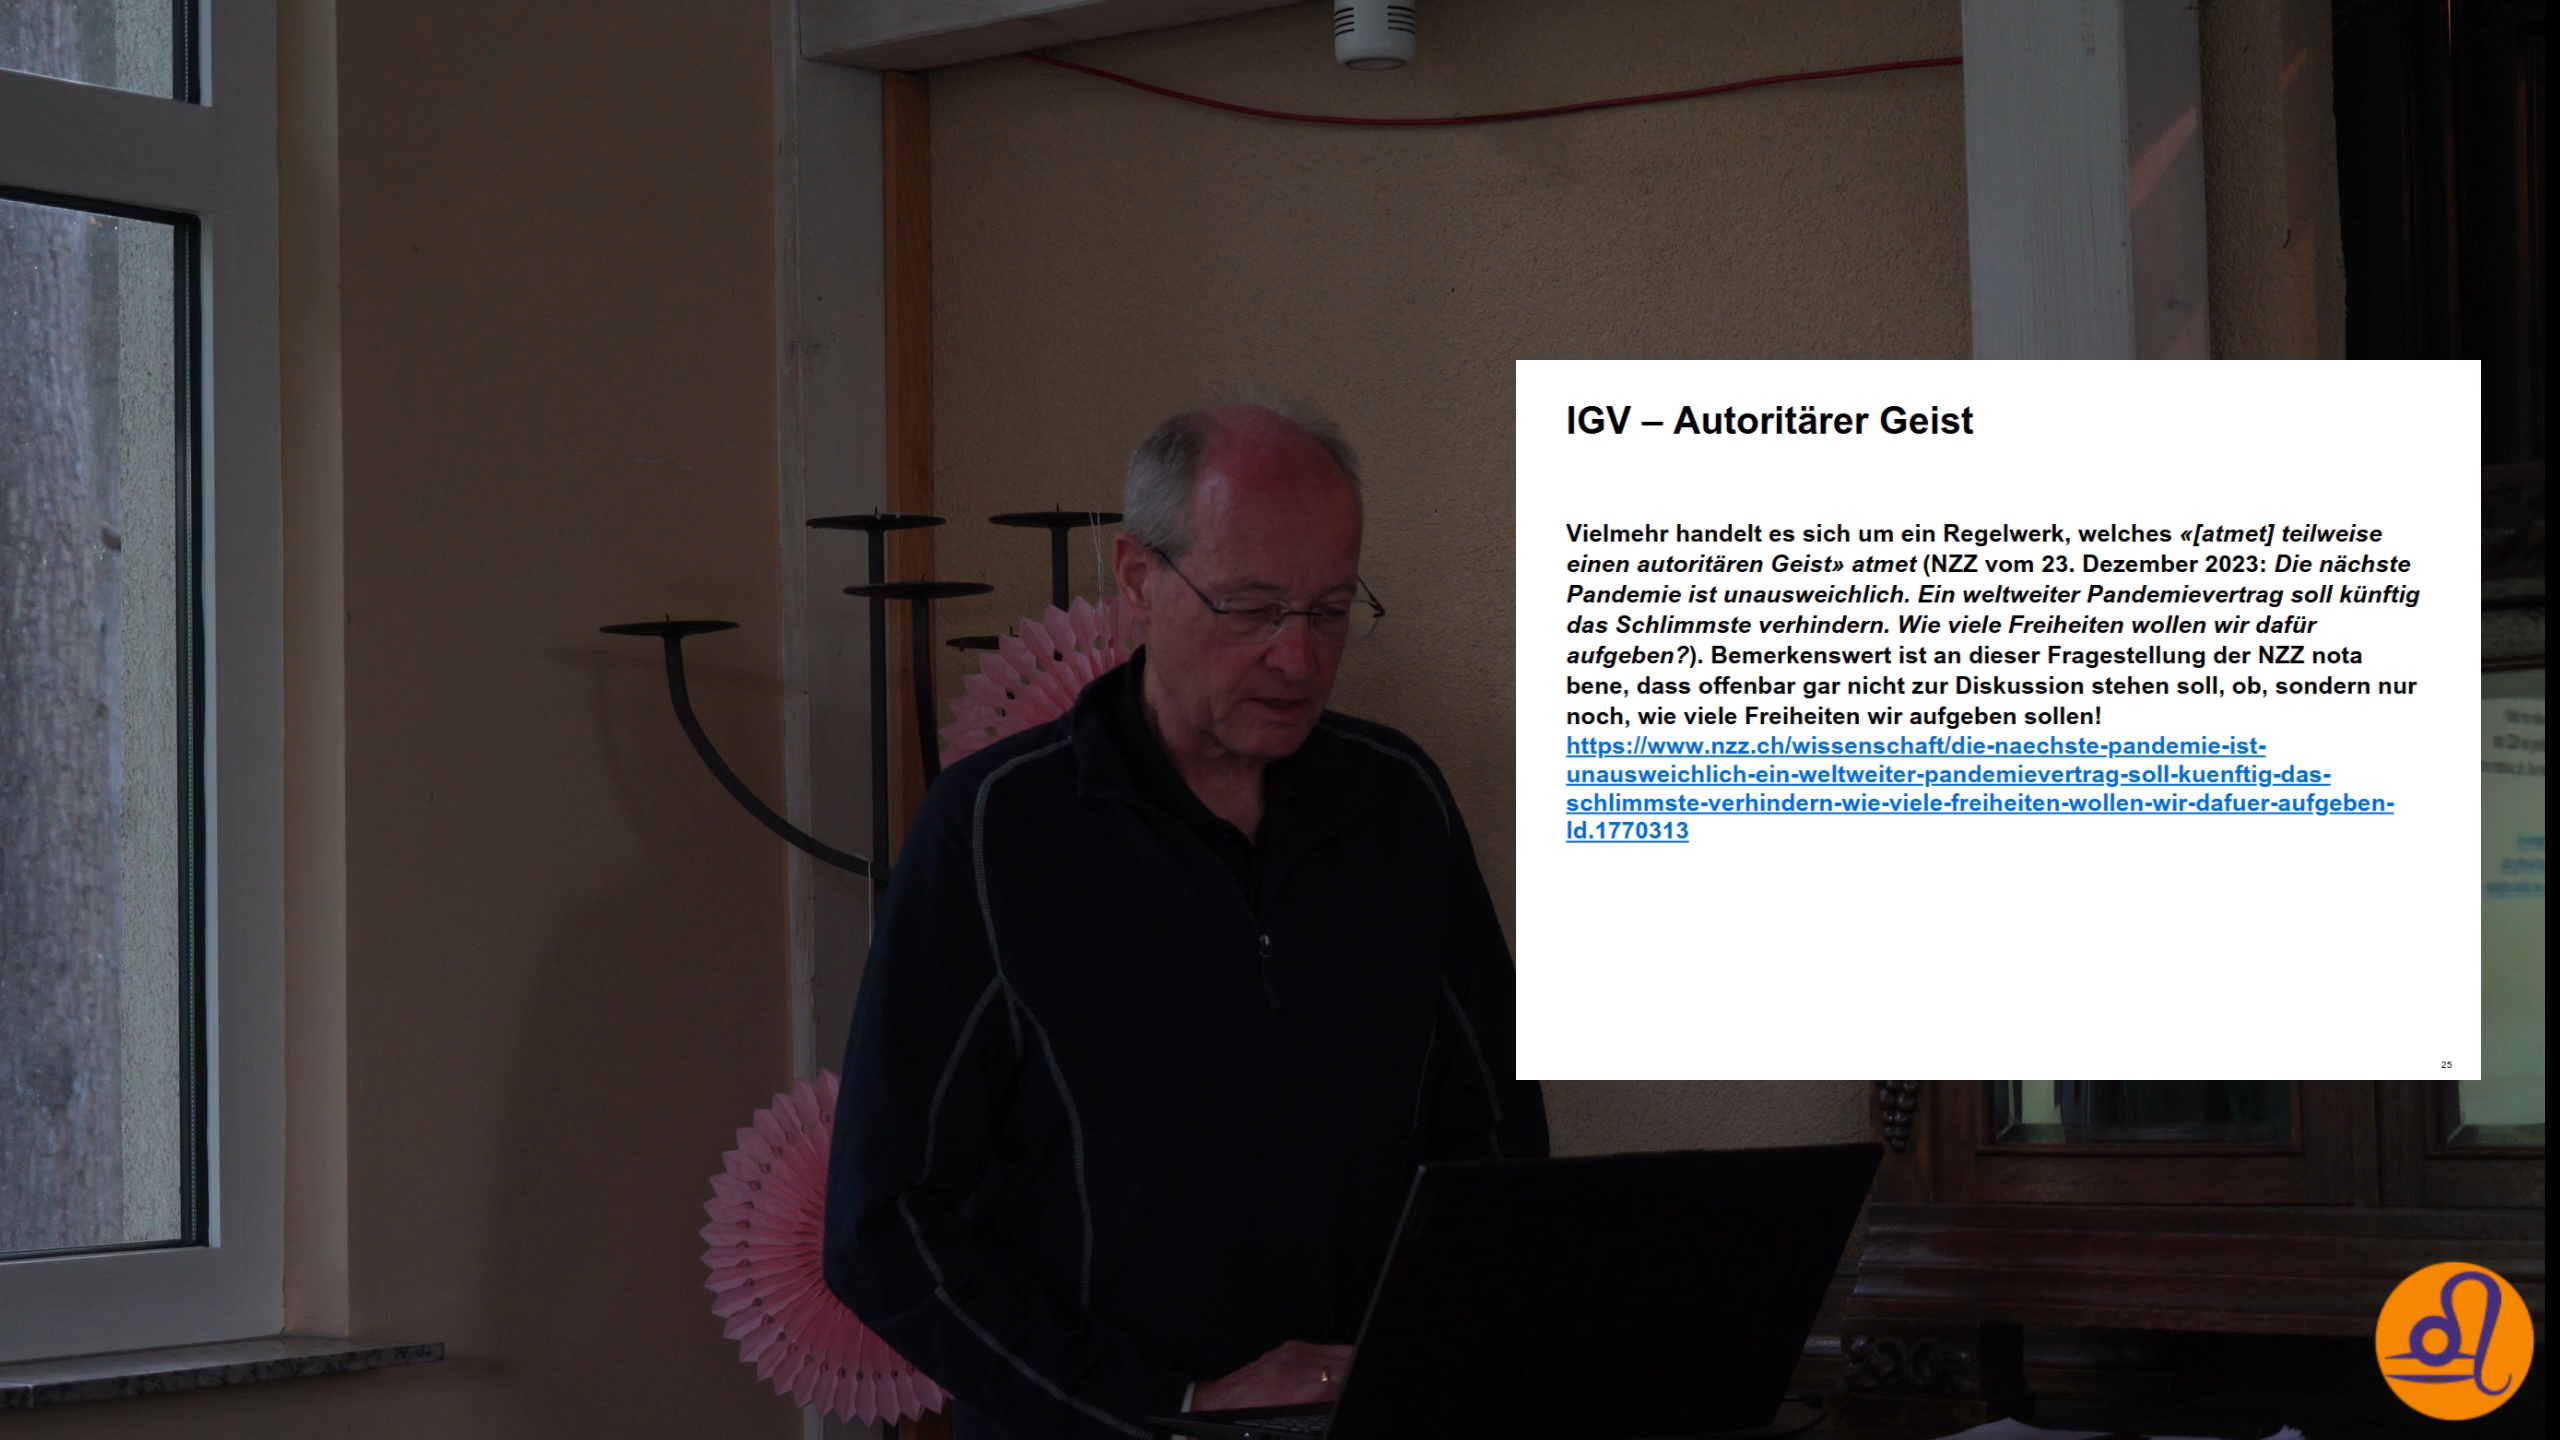 IGV – Autoritärer Geist
Vielmehr handelt es sich um ein Regelwerk, welches «[atmet] teilweise
einen autoritären Geist» atmet (NZZ vom 23. Dezember 2023: Die nächste
Pandemie ist unausweichlich. Ein weltweiter Pandemievertrag soll künftig
das Schlimmste verhindern. Wie viele Freiheiten wollen wir dafür
aufgeben?). Bemerkenswert ist an dieser Fragestellung der NZZ nota
bene, dass offenbar gar nicht zur Diskussion stehen soll, ob, sondern nur
noch, wie viele Freiheiten wir aufgeben sollen!
https://www.nzz.ch/wissenschaft/die-naechste-pandemie-ist-
unausweichlich-ein-weltweiter-pandemievertrag-soll-kuenftig-das-
schlimmste-verhindern-wie-viele-freiheiten-wollen-wir-dafuer-aufgeben-
ld.1770313
25